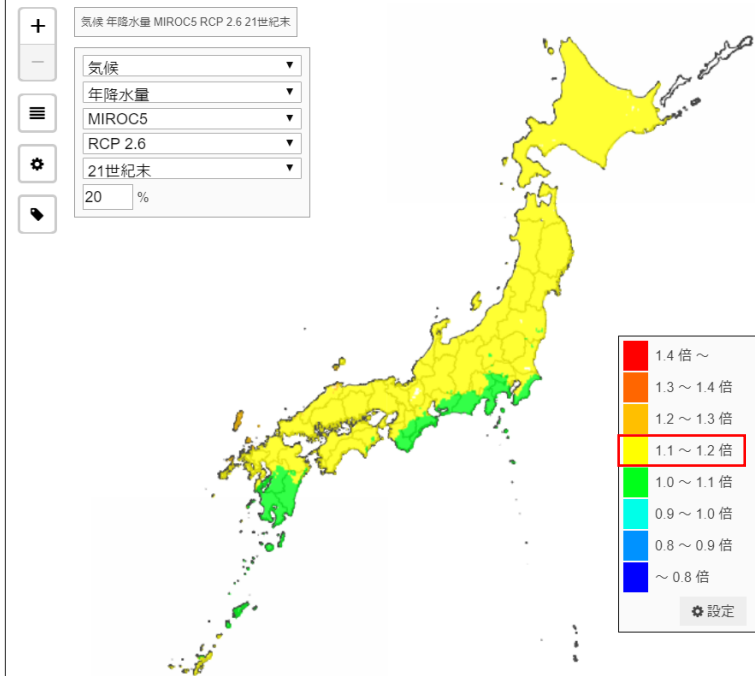 気候 年降水量 MIROC5 RCP 2.6 21世紀末
気候
年降水量
MIROC5
RCP 2.6
21世紀末
20 %
1.4 倍 ～
1.3 ～ 1.4 倍
1.2 ～ 1.3 倍
1.1 ～ 1.2 倍
1.0 ～ 1.1 倍
0.9 ～ 1.0 倍
0.8 ～ 0.9 倍
～ 0.8 倍
設定